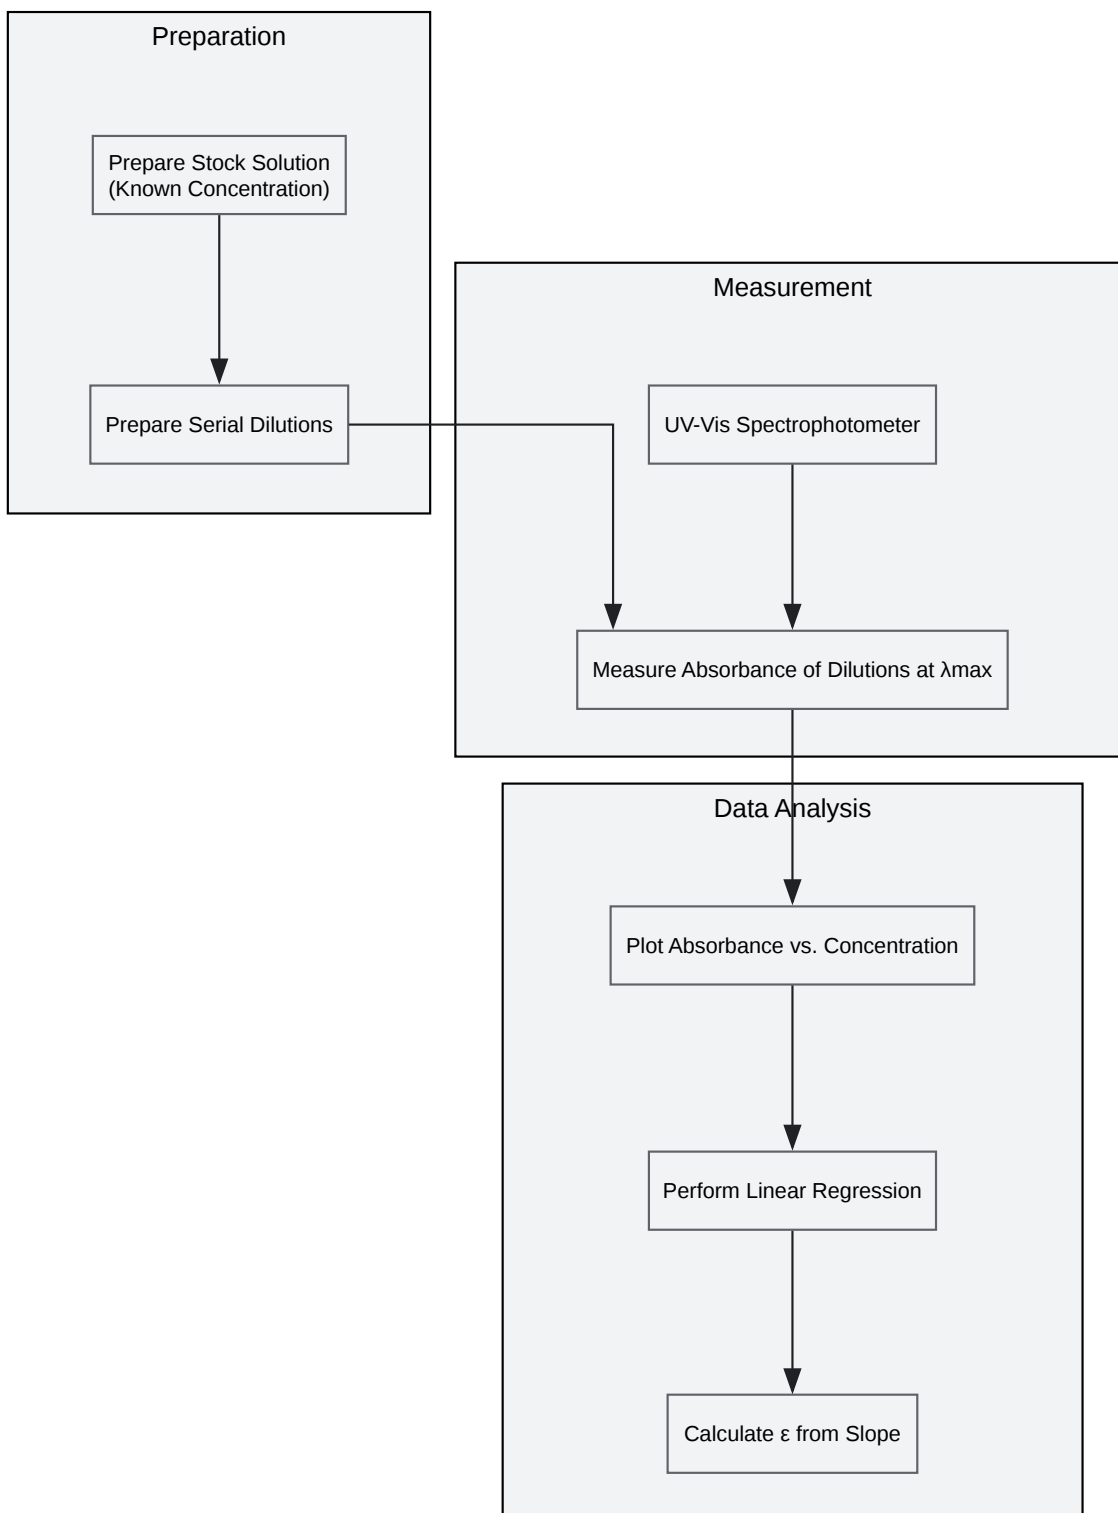 Preparation
Prepare Stock Solution
(Known Concentration)
Prepare Serial Dilutions
Measurement
UV-Vis Spectrophotometer
Measure Absorbance of Dilutions at λmax
Data Analysis
Plot Absorbance vs. Concentration
Perform Linear Regression
Calculate ε from Slope